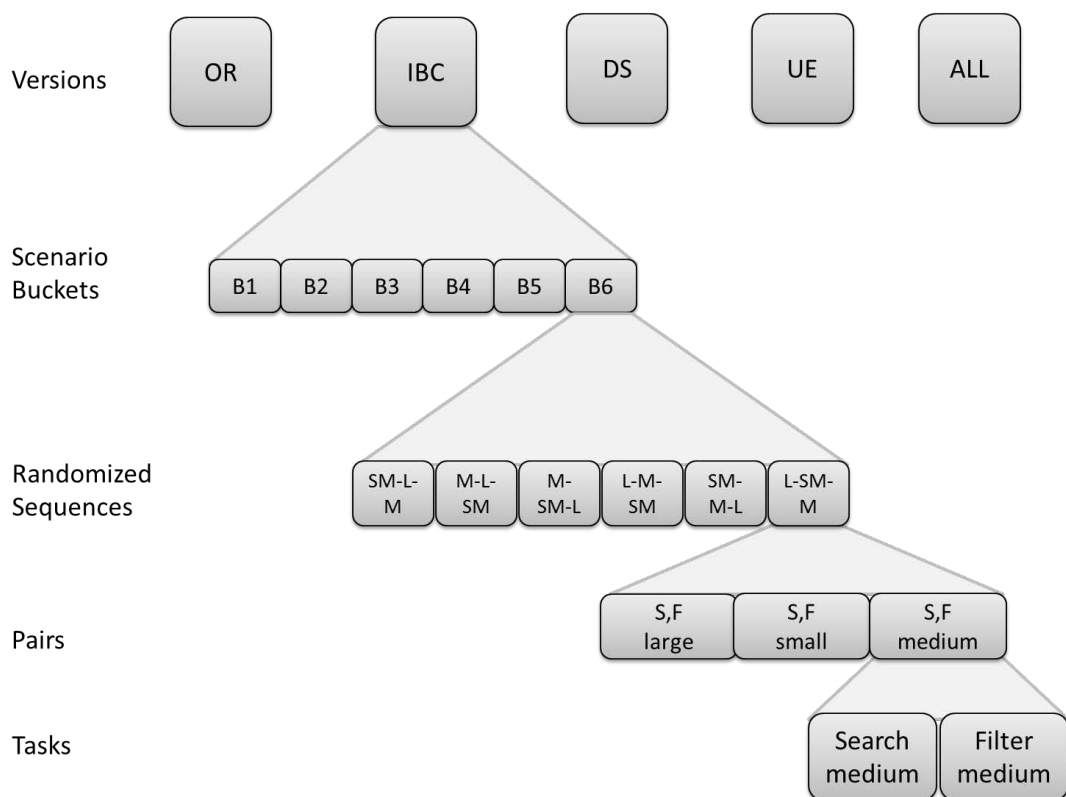 Versions
OR
IBC
DS
UE
ALL
Scenario
Buckets
B1
B2
B3
B4
B5
B6
Randomized
Sequences
SM-L-
M
M-L-
SM
M-
SM-L
L-M-
SM
SM-
M-L
L-SM-
M
Pairs
S,F
large
S,F
small
S,F
medium
Tasks
Search
medium
Filter
medium